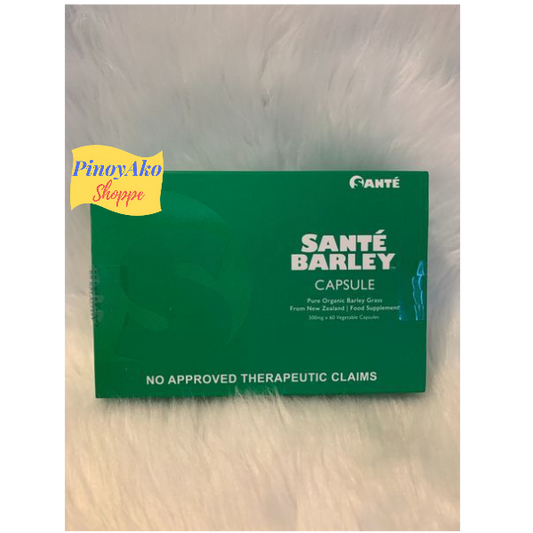 PinoyAko
Shoppe
SANTÉ
SANTÉ
BARLEY
CAPSULE
Pure Organic Barley Grass
From New Zealand | Food Supplement
500mg x 60 Vegetable Capsules
NO APPROVED THERAPEUTIC CLAIMS